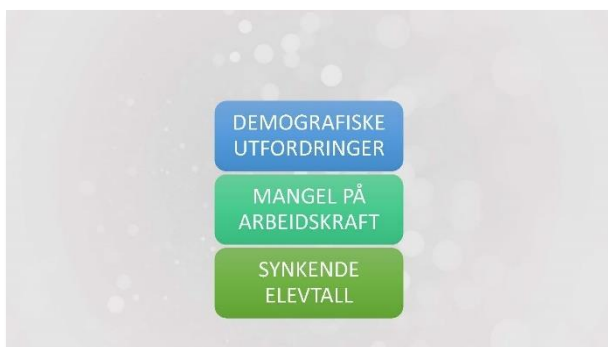 DEMOGRAFISKE
UTFORDRINGER
MANGEL PÅ
ARBEIDSKRAFT
SYNKENDE
ELEVTALL